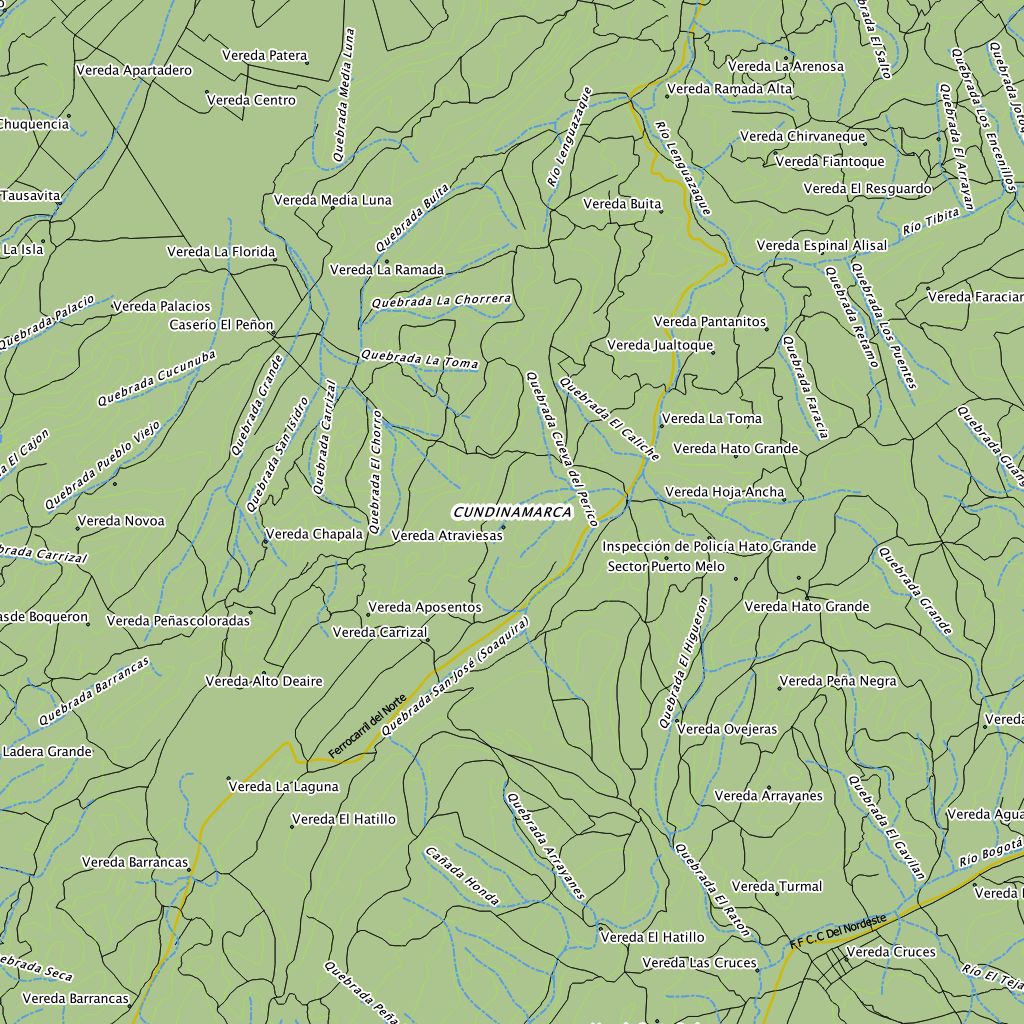 Vereda Patera
Quebrada Media Luna
Quebrada El Salto
Vereda Apartadero
Vereda La Arenosa
Quebrada Los Encenillos
Vereda Centro
Vereda Ramada Alta
Quebrada El Arrayan
Chuquencia
Río Lenguazaque
Río Lenguazaque
Vereda Chirvaneque
Vereda Fiantoque
Tausavita
Vereda Media Luna
Vereda Buita
Vereda El Resguardo
Quebrada Buita
Río Tibita
La Isla
Vereda La Florida
Vereda Espinal Alisal
Vereda La Ramada
Quebrada Palacio
Vereda Palacios
Quebrada La Chorrera
Quebrada Retamo
Quebrada Los Puentes
Caserío El Peñon
Vereda Pantanitos
Vereda Jualtoque
Quebrada La Toma
Quebrada Cucunuba
Quebrada Grande
Quebrada Faracia
Quebrada Cueva del Perico
Quebrada El Caliche
Quebrada San Isidro
Quebrada Carrizal
Quebrada El Chorro
Vereda La Toma
Quebrada Pueblo Viejo
Vereda Hato Grande
Vereda Hoja Ancha
CUNDINAMARCA
Vereda Novoa
Vereda Chapala
Vereda Atraviesas
Inspección de Policía Hato Grande
Sector Puerto Melo
Quebrada Grande
Vereda Aposentos
Vereda Hato Grande
Vereda Peñascoloradas
Vereda Carrizal
Quebrada San José (Soaquira)
Quebrada El Higueron
Quebrada Barrancas
Vereda Alto Deaire
Vereda Peña Negra
Ferrocarril del Norte
Vereda Ovejeras
Ladera Grande
Vereda La Laguna
Vereda Arrayanes
Quebrada El Gavilan
Vereda El Hatillo
Quebrada Arrayanes
Vereda Barrancas
Cañada Honda
Quebrada El Raton
Río Bogotá
Vereda Turmal
F F C.C Del Nordeste
Vereda El Hatillo
Vereda Cruces
Vereda Las Cruces
Vereda Barrancas